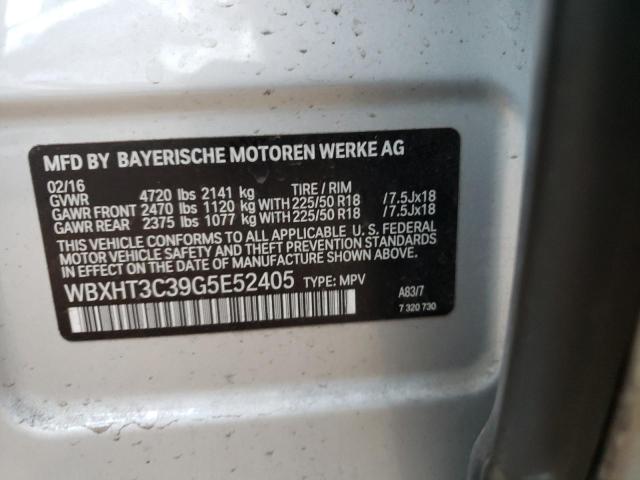 MFD BY BAYERISCHE MOTOREN WERKE AG
02/16
GVWR 4720 lbs 2141 kg TIRE / RIM
GAWR FRONT 2470 lbs 1120 kg WITH 225/50 R18 /7.5Jx18
GAWR REAR 2375 lbs 1077 kg WITH 225/50 R18 /7.5Jx18
THIS VEHICLE CONFORMS TO ALL APPLICABLE U. S. FEDERAL
MOTOR VEHICLE SAFETY AND THEFT PREVENTION STANDARDS
IN EFFECT ON THE DATE OF MANUFACTURE SHOWN ABOVE.
WBXHT3C39G5E52405 TYPE: MPV
A83/7
7 320 730